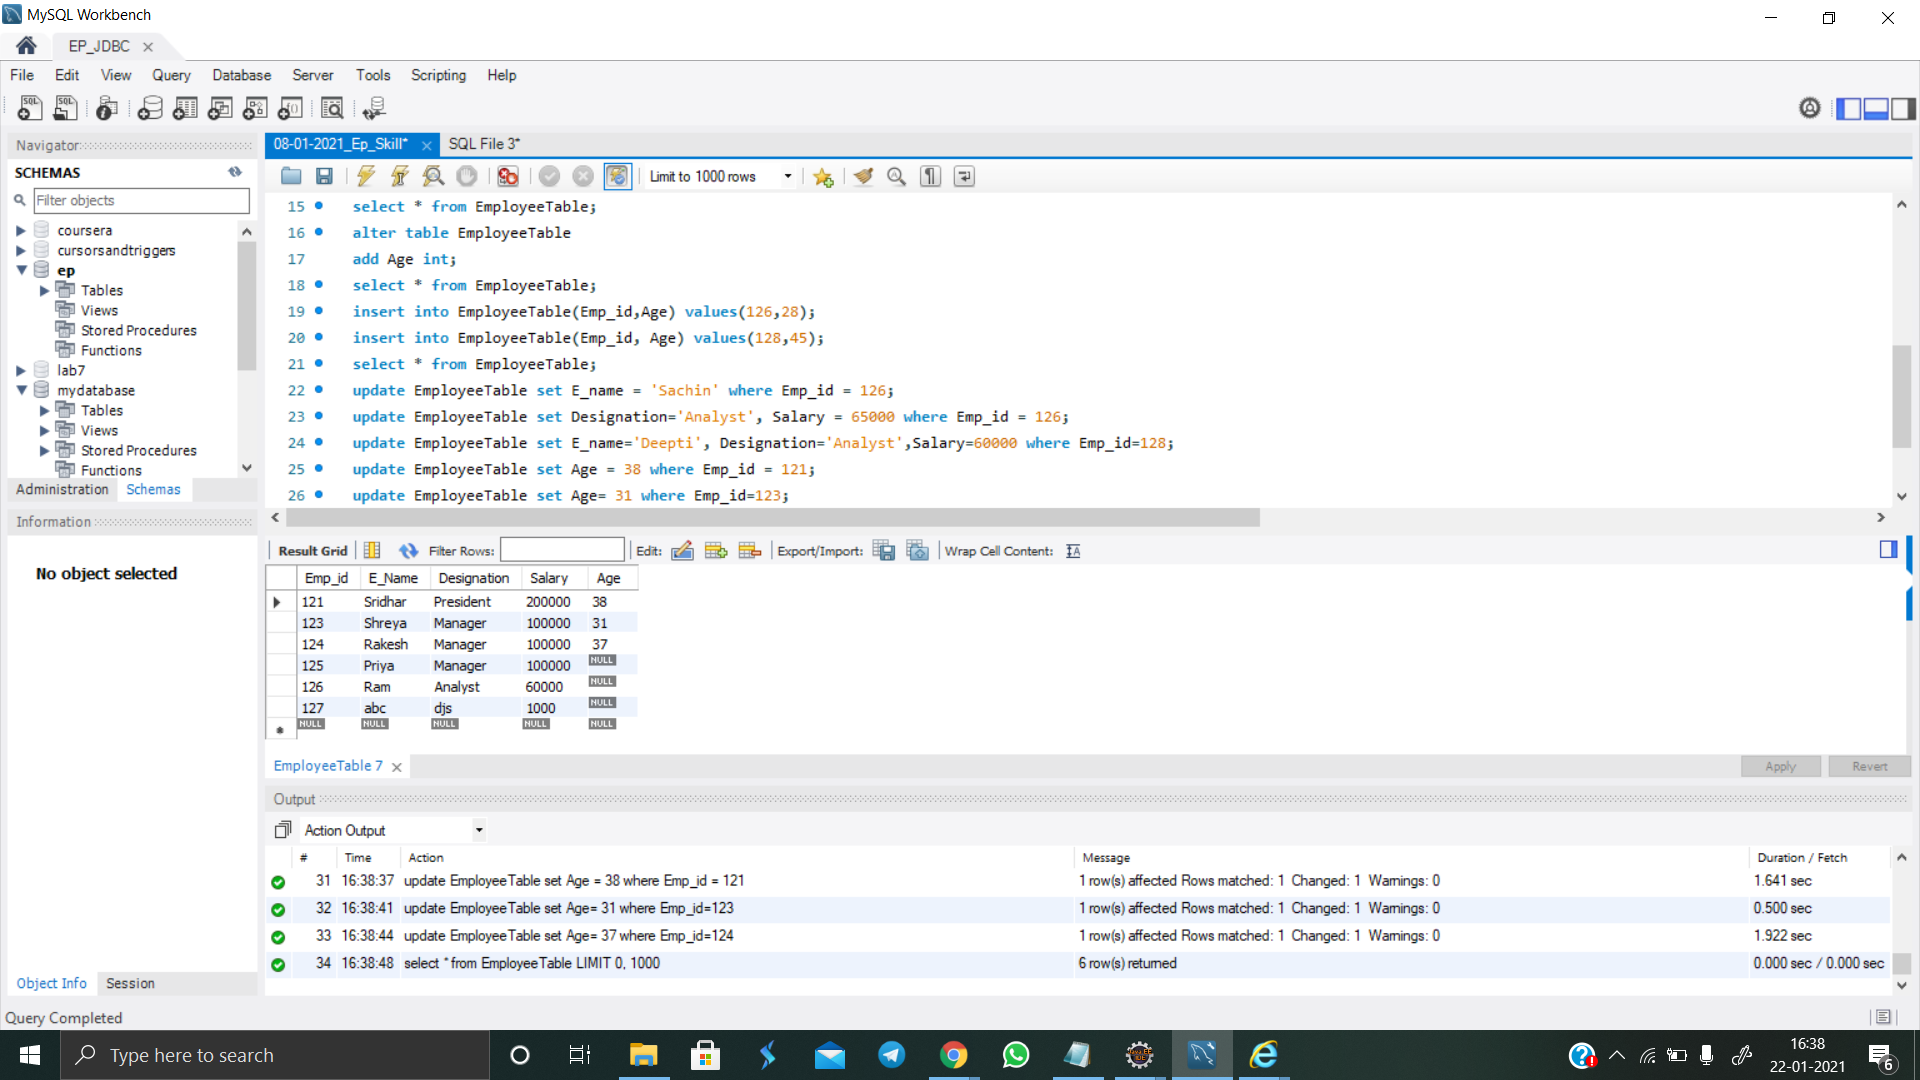 MySQL Workbench
EP_JDBC
File Edit View Query Database Server Tools Scripting Help
Navigator
SCHEMAS
Filter objects
coursera
cursorsandtriggers
ep
Tables
Views
Stored Procedures
Functions
lab7
mydatabase
Tables
Views
Stored Procedures
Functions
Administration Schemas
Information
No object selected
Object Info Session
08-01-2021_Ep_Skill* SQL File 3*
Limit to 1000 rows
15 select * from EmployeeTable;
16 alter table EmployeeTable
17 add Age int;
18 select * from EmployeeTable;
19 insert into EmployeeTable(Emp_id,Age) values(126,28);
20 insert into EmployeeTable(Emp_id, Age) values(128,45);
21 select * from EmployeeTable;
22 update EmployeeTable set E_name = 'Sachin' where Emp_id = 126;
23 update EmployeeTable set Designation='Analyst', Salary = 65000 where Emp_id = 126;
24 update EmployeeTable set E_name='Deepti', Designation='Analyst',Salary=60000 where Emp_id=128;
25 update EmployeeTable set Age = 38 where Emp_id = 121;
26 update EmployeeTable set Age= 31 where Emp_id=123;
Result Grid Filter Rows: Edit: Export/Import: Wrap Cell Content:
Emp_id E_Name Designation Salary Age
121 Sridhar President 200000 38
123 Shreya Manager 100000 31
124 Rakesh Manager 100000 37
125 Priya Manager 100000 NULL
126 Ram Analyst 60000 NULL
127 abc djs 1000 NULL
NULL NULL NULL NULL NULL
EmployeeTable 7
Apply Revert
Output
Action Output
# Time Action Message Duration / Fetch
31 16:38:37 update EmployeeTable set Age = 38 where Emp_id = 121 1 row(s) affected Rows matched: 1 Changed: 1 Warnings: 0 1.641 sec
32 16:38:41 update EmployeeTable set Age= 31 where Emp_id=123 1 row(s) affected Rows matched: 1 Changed: 1 Warnings: 0 0.500 sec
33 16:38:44 update EmployeeTable set Age= 37 where Emp_id=124 1 row(s) affected Rows matched: 1 Changed: 1 Warnings: 0 1.922 sec
34 16:38:48 select * from EmployeeTable LIMIT 0, 1000 6 row(s) returned 0.000 sec / 0.000 sec
Query Completed
Type here to search
16:38
22-01-2021
6